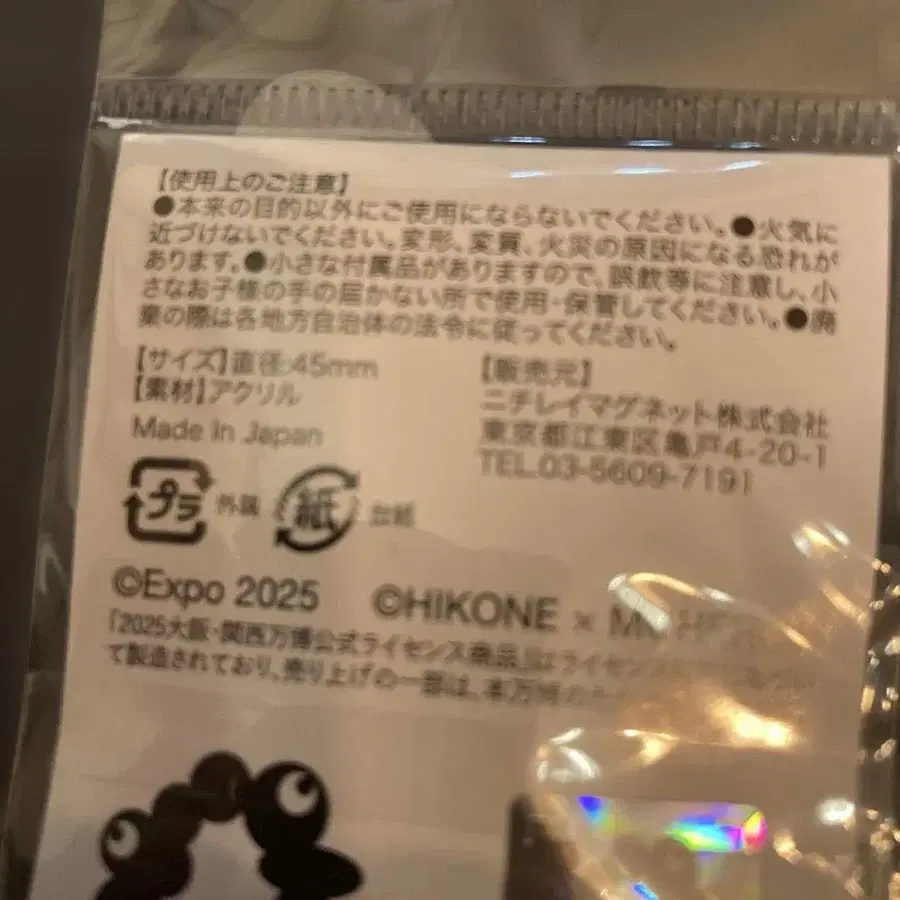 【使用上のご注意】
●本来の目的以外にご使用にならないでください。●火気に
近づけないでください。変形、変質、火災の原因になる恐れが
あります。●小さな付属品がありますので、誤飲等に注意し、小
さなお子様の手の届かない所で使用・保管してください。●廃
棄の際は各地方自治体の法令に従ってください。
【サイズ】直径:45mm
【素材】アクリル
Made in Japan
【販売元】
ニチレイマグネット株式会社
東京都江東区亀戸4-20-1
TEL.03-5609-7191
プラ 外装 紙 台紙
©Expo 2025 ©HIKONE ×
「2025大阪・関西万博公式ライセンス商品」はライセンス
て製造されており、売り上げの一部は、本万博の